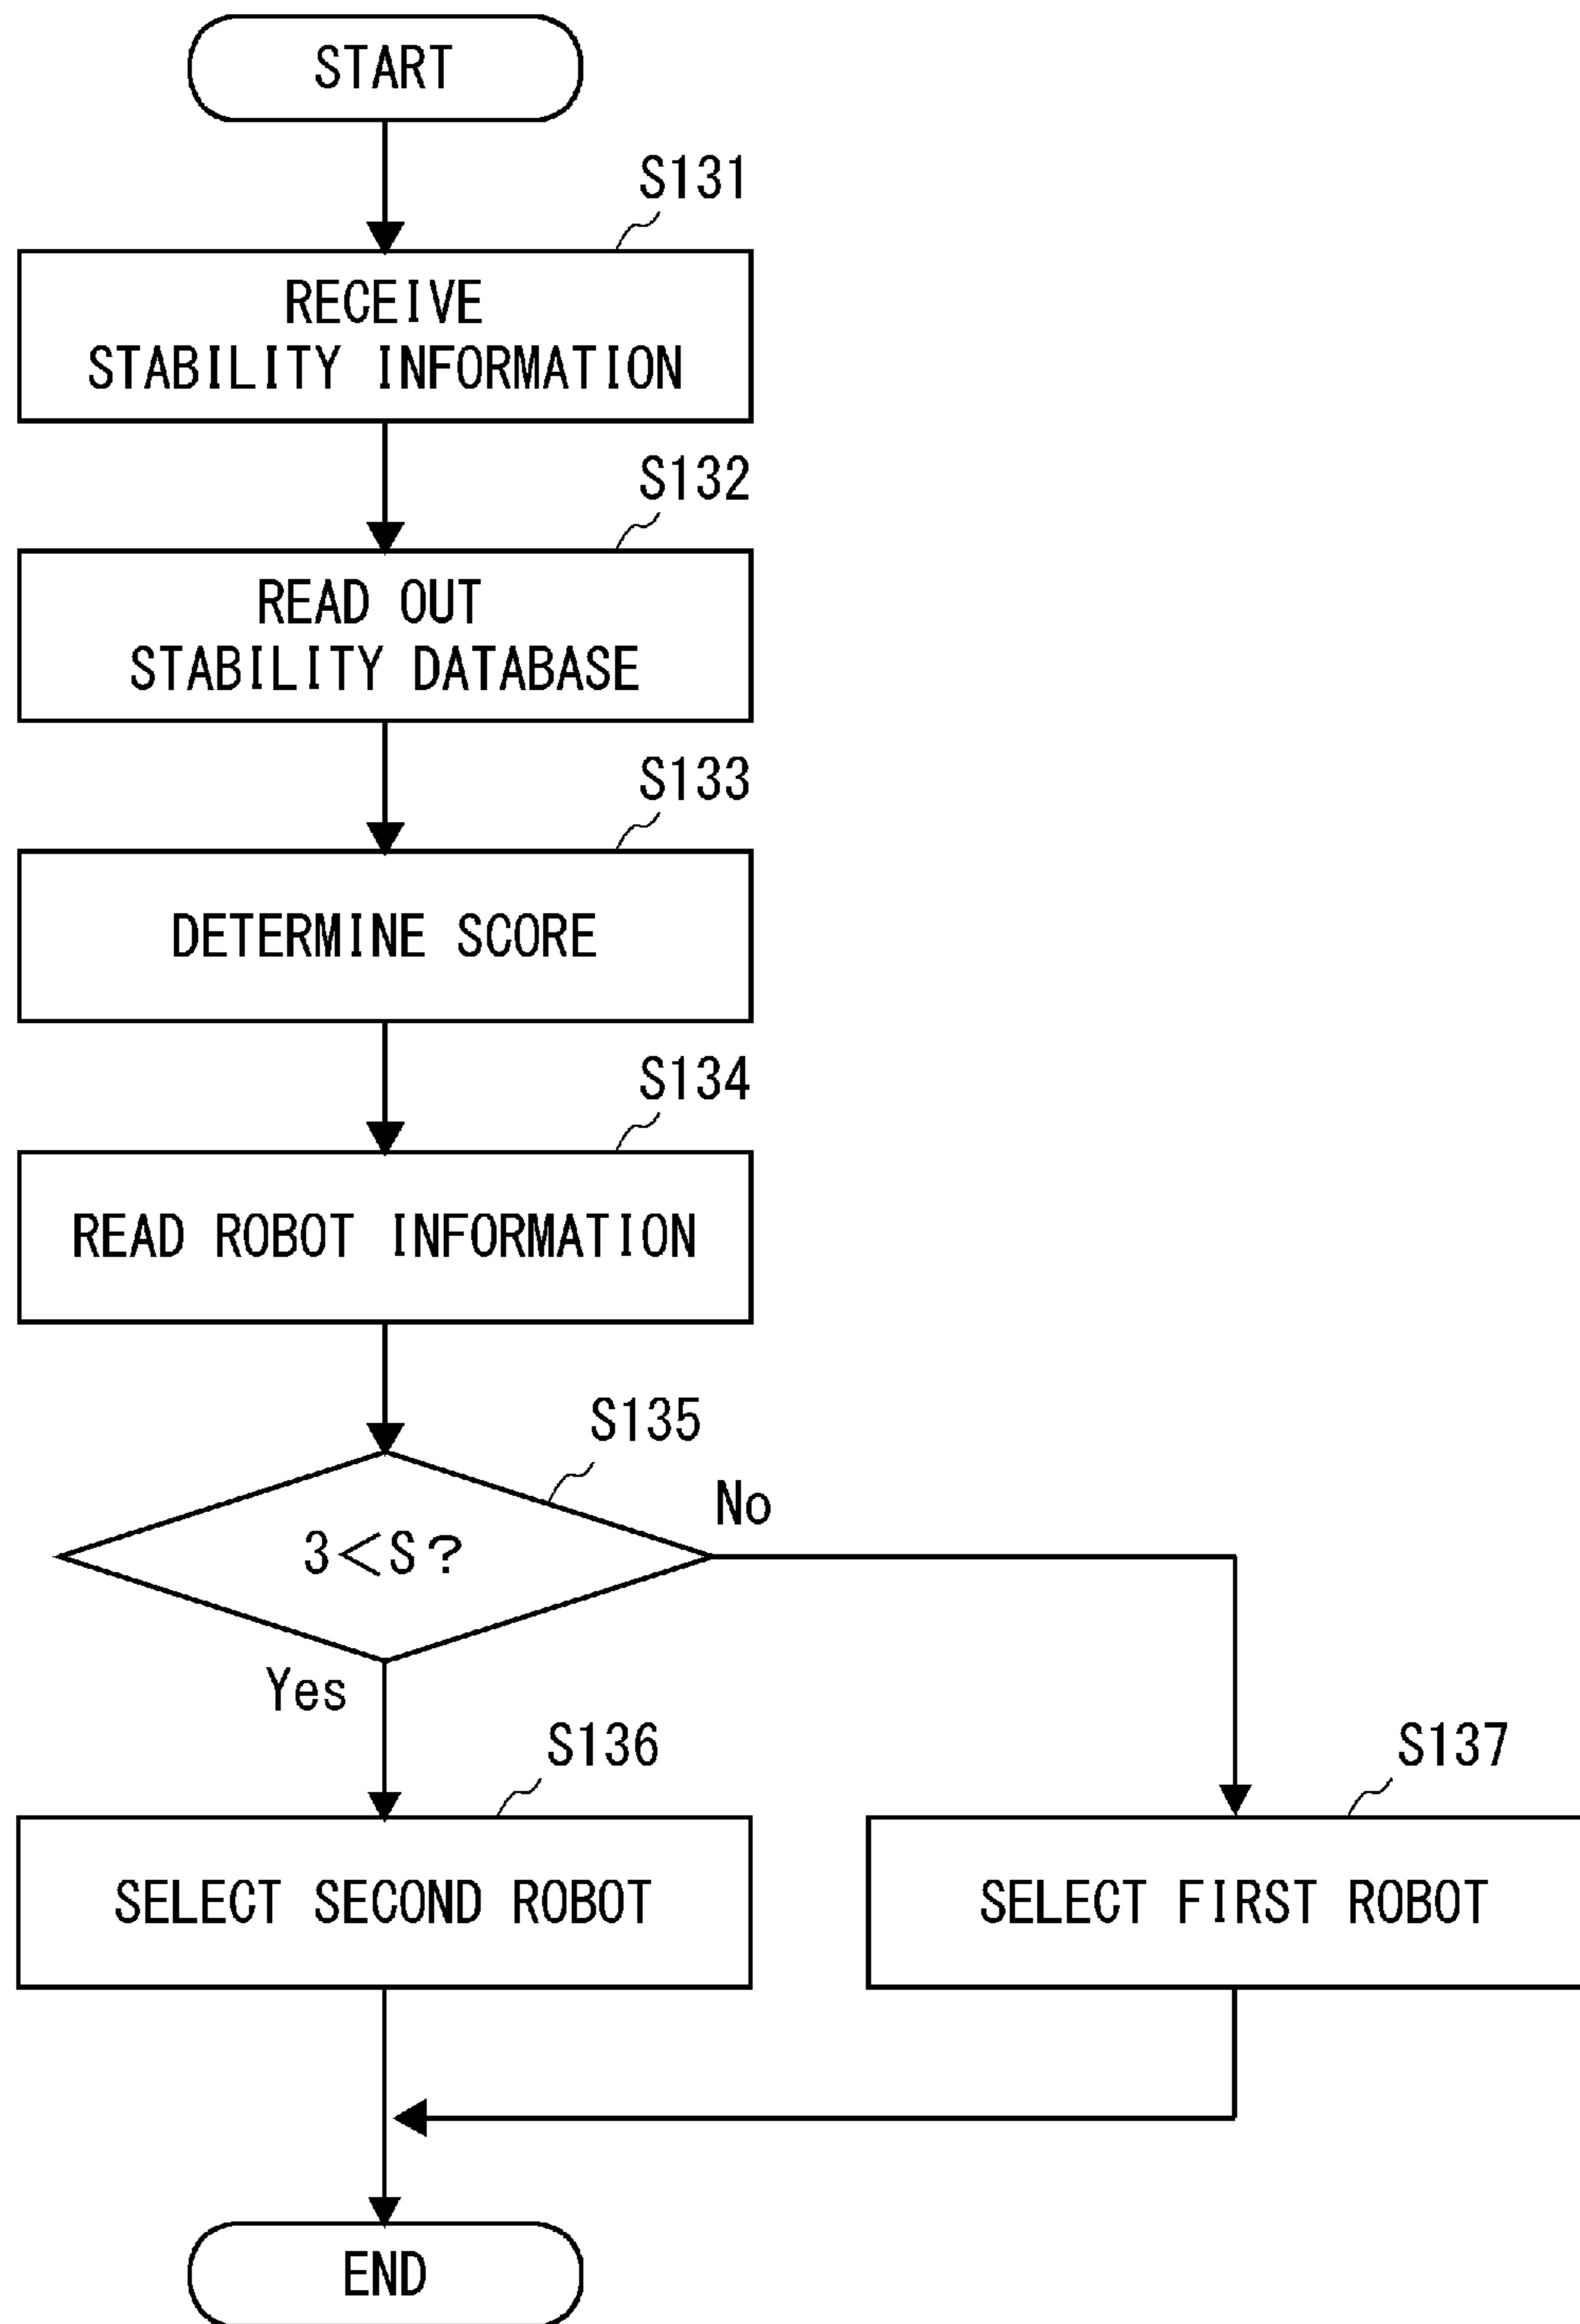 START
S131
RECEIVE
STABILITY INFORMATION
S132
READ OUT
STABILITY DATABASE
S133
DETERMINE SCORE
S134
READ ROBOT INFORMATION
S135
No
3<S?
Yes
S136
S137
SELECT SECOND ROBOT
SELECT FIRST ROBOT
END